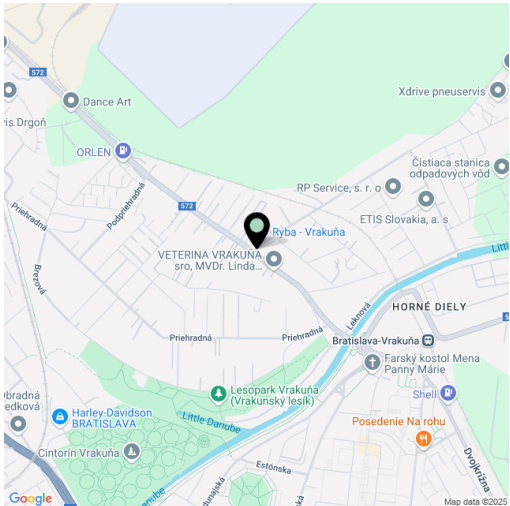 572
Dance Art
Xdrive pneuservis
vis Drgoň
ORLEN
Čistiaca stanica
odpadových vôd
RP Service, s. r. o
Podpriehradná
ETIS Slovakia, a. s
572
Priehradná
Ryba - Vrakuňa
VETERINA VRAKUŇA
sro, MVDr. Linda...
Brezová
Leknová
HORNÉ DIELY
Priehradná
Priehradná
Bratislava-Vrakuňa
Farský kostol Mena
Panny Márie
Lesopark Vrakuňa
(Vrakunský lesík)
Shell
Obradná
Harley-Davidson
BRATISLAVA
Little Danube
Posedenie Na rohu
Cintorín Vrakuňa
Estónska
Dvojkrížna
Google
Map data ©2025